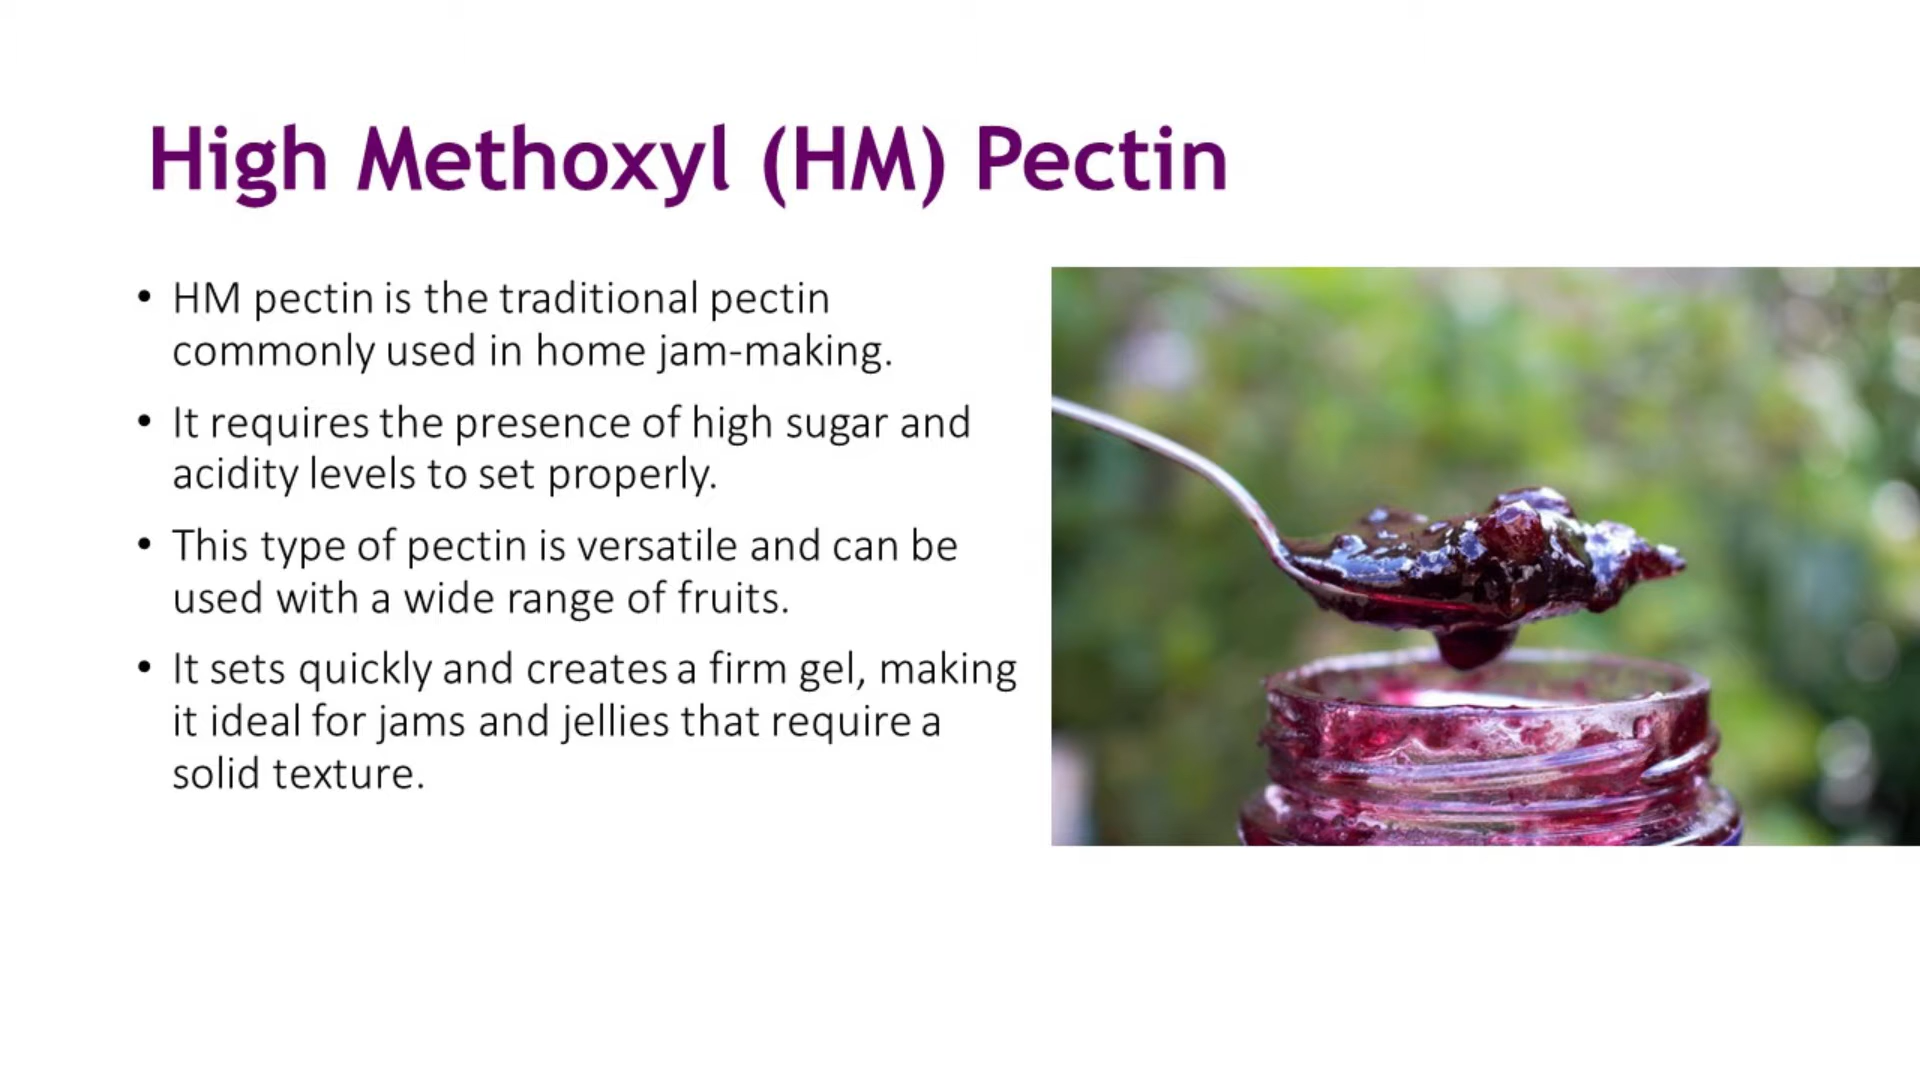 High Methoxyl (HM) Pectin
• HM pectin is the traditional pectin
commonly used in home jam-making.
• It requires the presence of high sugar and
acidity levels to set properly.
• This type of pectin is versatile and can be
used with a wide range of fruits.
• It sets quickly and creates a firm gel, making
it ideal for jams and jellies that require a
solid texture.